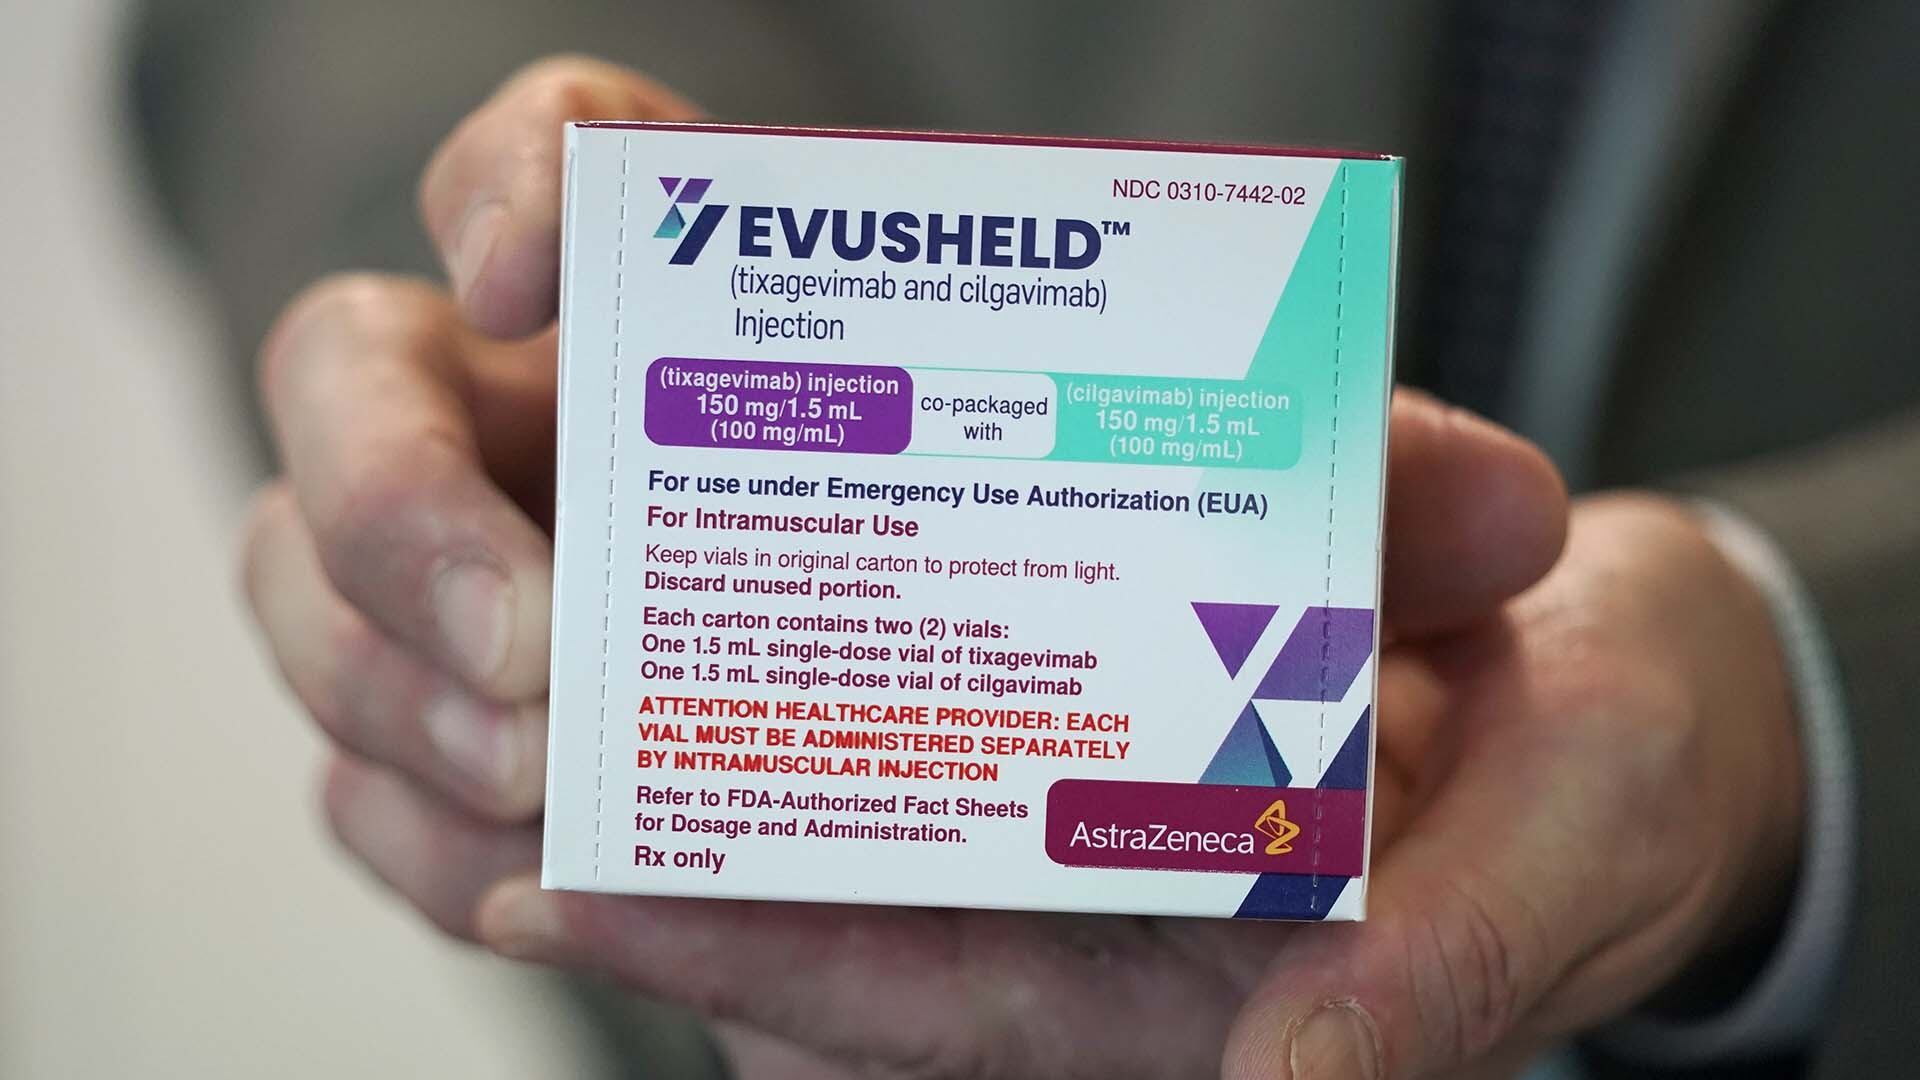 NDC 0310-7442-02
EVUSHELD™
(tixagevimab and cilgavimab)
Injection
(tixagevimab) injection
150 mg/1.5 mL
(100 mg/mL)
co-packaged
with
(cilgavimab) injection
150 mg/1.5 mL
(100 mg/mL)
For use under Emergency Use Authorization (EUA)
For Intramuscular Use
Keep vials in original carton to protect from light.
Discard unused portion.
Each carton contains two (2) vials:
One 1.5 mL single-dose vial of tixagevimab
One 1.5 mL single-dose vial of cilgavimab
ATTENTION HEALTHCARE PROVIDER: EACH
VIAL MUST BE ADMINISTERED SEPARATELY
BY INTRAMUSCULAR INJECTION
Refer to FDA-Authorized Fact Sheets
for Dosage and Administration.
Rx only
AstraZeneca